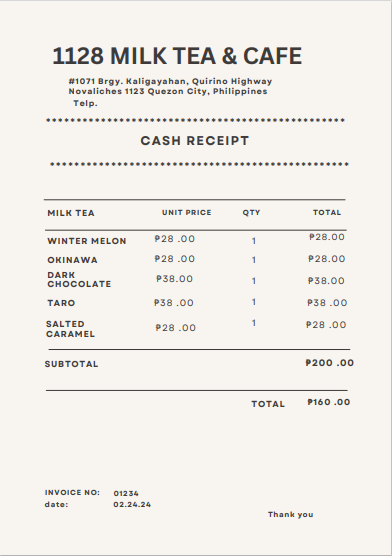 1128 MILK TEA & CAFE
#1071 Brgy. Kaligayahan, Quirino Highway
Novaliches 1123 Quezon City, Philippines
Telp.
CASH RECEIPT
MILK TEA UNIT PRICE QTY TOTAL
WINTER MELON ₱28 .00 1 ₱28.00
OKINAWA ₱28 .00 1 ₱28.00
DARK
CHOCOLATE ₱38.00 1 ₱38.00
TARO ₱38 .00 1 ₱38 .00
SALTED
CARAMEL ₱28 .00 1 ₱28 .00
SUBTOTAL ₱200 .00
TOTAL ₱160 .00
INVOICE NO: 01234
date: 02.24.24
Thank you